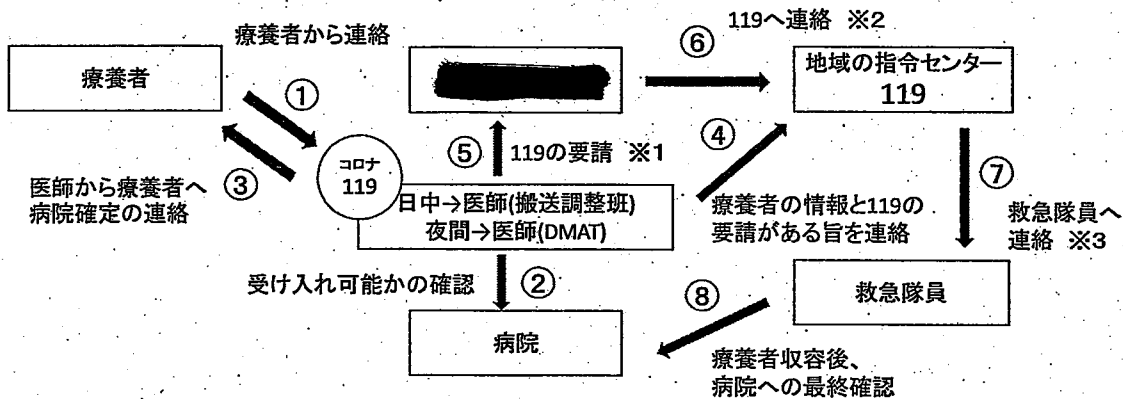 療養者から連絡
119へ連絡 ※2
⑥
療養者
地域の指令センター
119
①
⑤
119の要請 ※1
④
⑦
③
コロナ
119
医師から療養者へ
病院確定の連絡
日中→医師(搬送調整班)
夜間→医師(DMAT)
療養者の情報と119の
要請がある旨を連絡
救急隊員へ
連絡 ※3
受け入れ可能かの確認
②
⑧
救急隊員
病院
療養者収容後、
病院への最終確認